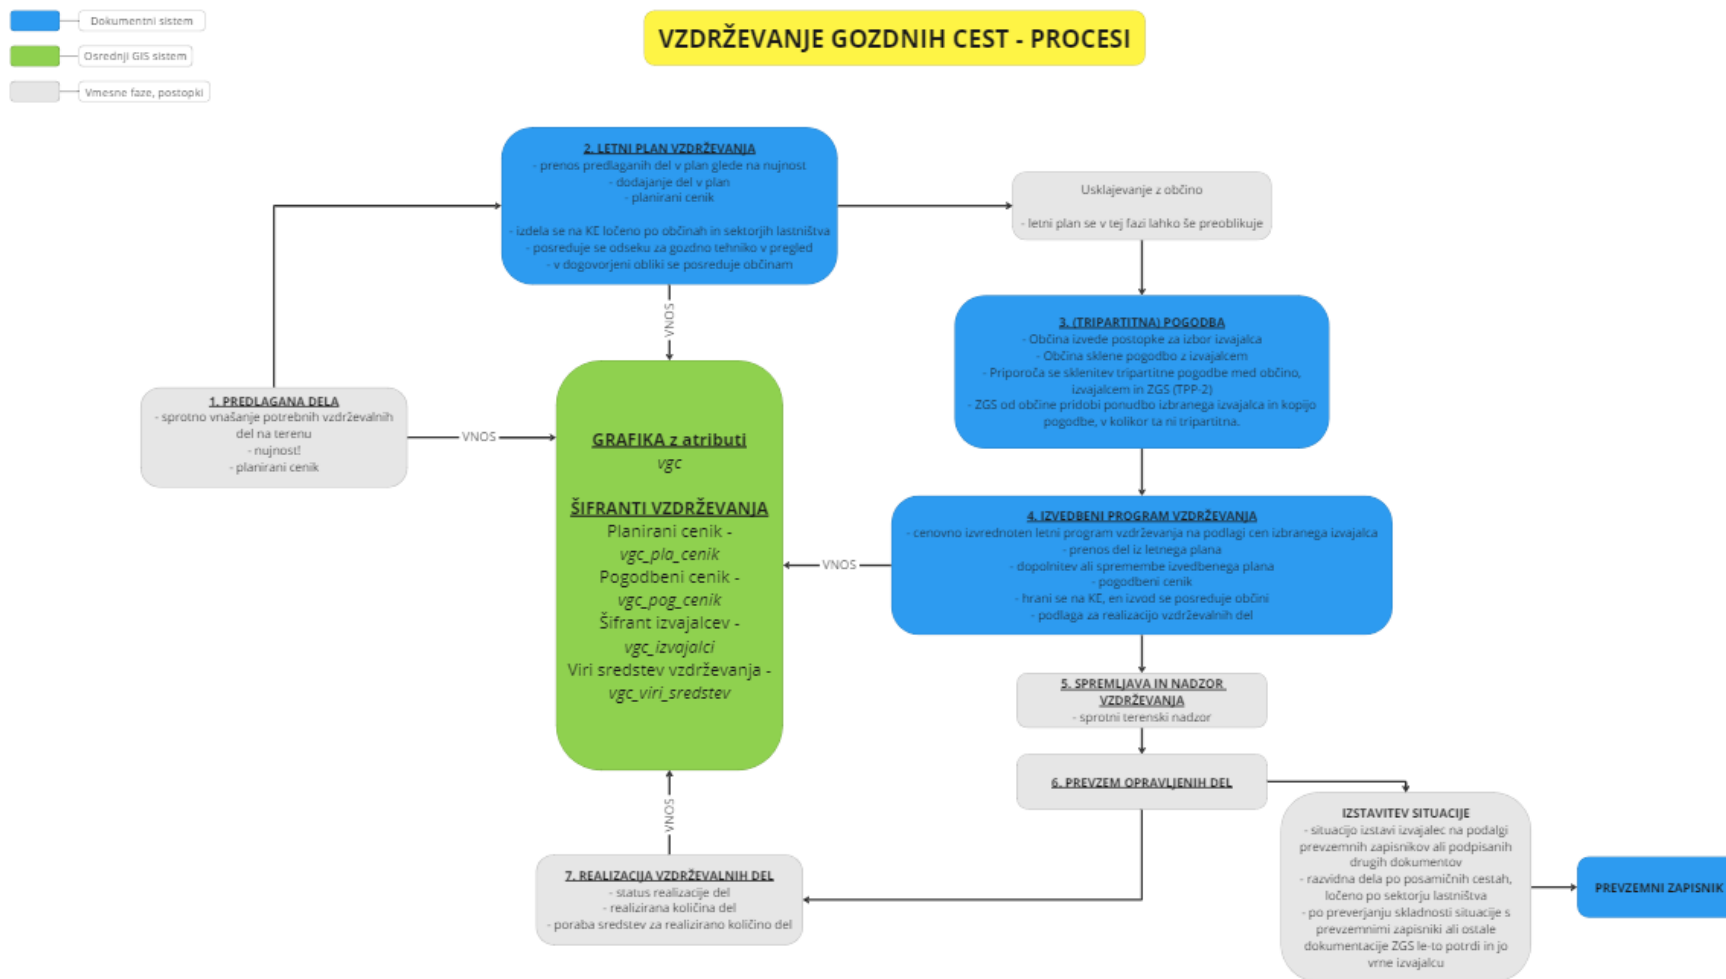 Dokumentni sistem
Osrednji GIS sistem
Vmesne faze, postopki
VZDRŽEVANJE GOZDNIH CEST - PROCESI
2. LETNI PLAN VZDRŽEVANJA
- prenos predlaganih del v plan glede na nujnost
- dodajanje del v plan
- planirani cenik
- izdela se na KE ločeno po občinah in sektorjih lastništva
- posreduje se odseku za gozdno tehniko v pregled
- v dogovorjeni obliki se posreduje občinam
Usklajevanje z občino
- letni plan se v tej fazi lahko še preoblikuje
VNOS
3. (TRIPARTITNA) POGODBA
- Občina izvede postopke za izbor izvajalca
- Občina sklene pogodbo z izvajalcem
- Priporoča se sklenitev tripartitne pogodbe med občino,
izvajalcem in ZGS (TPP-2)
- ZGS od občine pridobi ponudbo izbranega izvajalca in kopijo
pogodbe, v kolikor ta ni tripartitna.
1. PREDLAGANA DELA
- sprotno vnašanje potrebnih vzdrževalnih
del na terenu
- nujnost!
- planirani cenik
VNOS
GRAFIKA z atributi
vgc
ŠIFRANTI VZDRŽEVANJA
Planirani cenik -
vgc_pla_cenik
Pogodbeni cenik -
vgc_pog_cenik
Šifrant izvajalcev -
vgc_izvajalci
Viri sredstev vzdrževanja -
vgc_viri_sredstev
VNOS
4. IZVEDBENI PROGRAM VZDRŽEVANJA
- cenovno izvrednoten letni program vzdrževanja na podlagi cen izbranega izvajalca
- prenos del iz letnega plana
- dopolnitev ali spremembe izvedbenega plana
- pogodbeni cenik
- hrani se na KE, en izvod se posreduje občini
- podlaga za realizacijo vzdrževalnih del
5. SPREMLJAVA IN NADZOR
VZDRŽEVANJA
- sprotni terenski nadzor
6. PREVZEM OPRAVLJENIH DEL
VNOS
7. REALIZACIJA VZDRŽEVALNIH DEL
- status realizacije del
- realizirana količina del
- poraba sredstev za realizirano količino del
IZSTAVITEV SITUACIJE
- situacijo izstavi izvajalec na podalgi
prevzemnih zapisnikov ali podpisanih
drugih dokumentov
- razvidna dela po posamičnih cestah,
ločeno po sektorju lastništva
- po preverjanju skladnosti situacije s
prevzemnimi zapisniki ali ostale
dokumentacije ZGS le-to potrdi in jo
vrne izvajalcu
PREVZEMNI ZAPISNIK